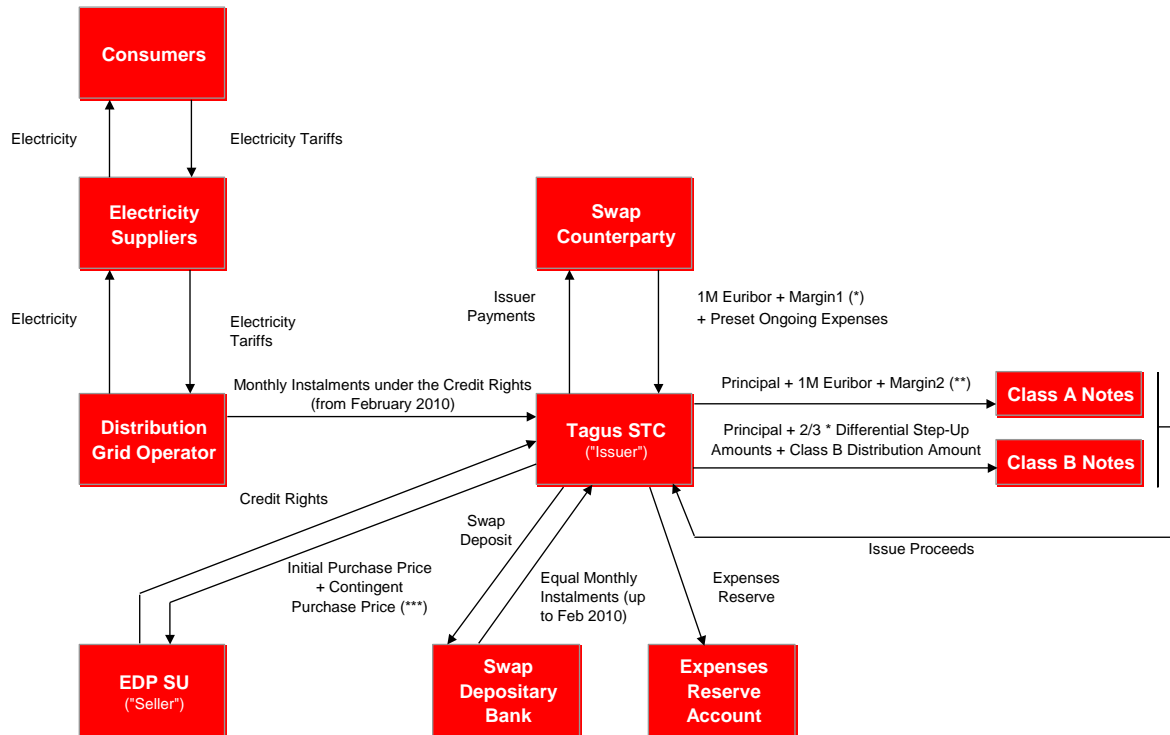 Consumers
Electricity
Electricity Tariffs
Electricity
Suppliers
Swap
Counterparty
Electricity
Electricity
Tariffs
Issuer
Payments
1M Euribor + Margin1 (*)
+ Preset Ongoing Expenses
Monthly Instalments under the Credit Rights
(from February 2010)
Principal + 1M Euribor + Margin2 (**)
Class A Notes
Distribution
Grid Operator
Tagus STC
("Issuer")
Principal + 2/3 * Differential Step-Up
Amounts + Class B Distribution Amount
Class B Notes
Credit Rights
Swap
Deposit
Issue Proceeds
Initial Purchase Price
+ Contingent
Purchase Price (***)
Equal Monthly
Instalments (up
to Feb 2010)
Expenses
Reserve
EDP SU
("Seller")
Swap
Depositary
Bank
Expenses
Reserve
Account